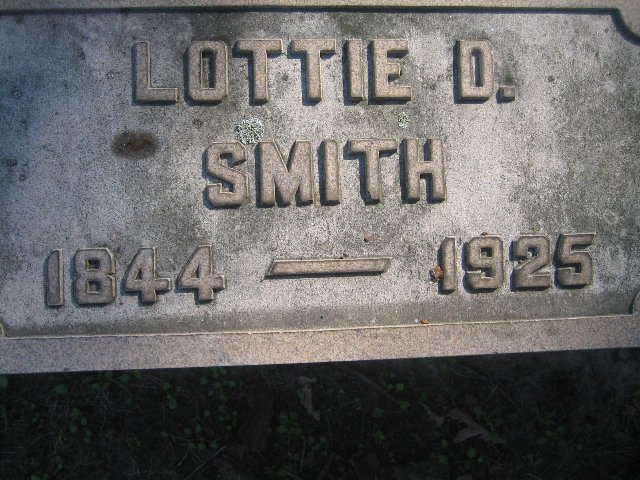 LOTTIE D.
SMITH
1844 — 1925